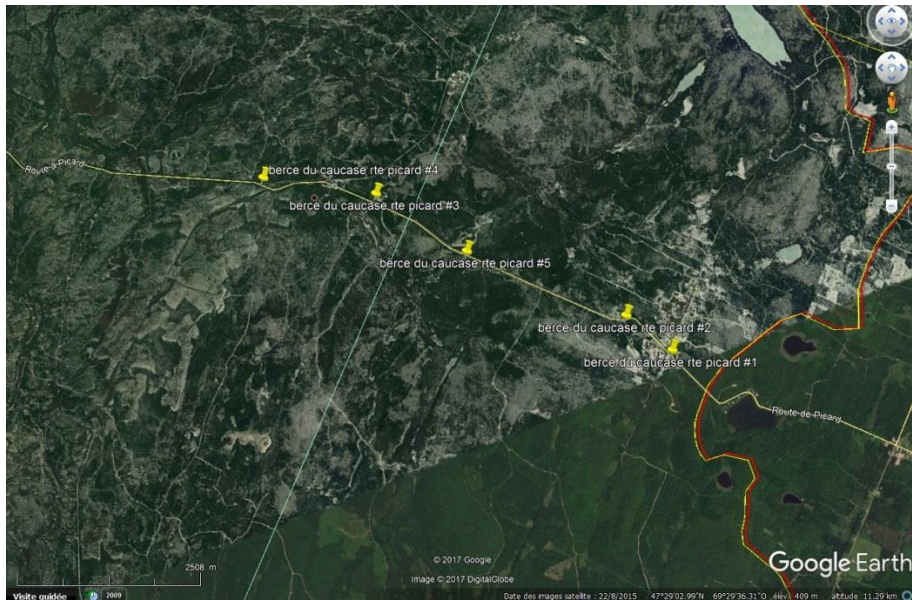 Route-à-Picard
berce du caucase rte picard #4
berce du caucase rte picard #3
berce du caucase rte picard #5
berce du caucase rte picard #2
berce du caucase rte picard #1
Route-de-Picard
2508 m
© 2017 Google
Image © 2017 DigitalGlobe
Google Earth
Visite guidée
2009
Date des images satellite : 22/8/2015 47°29'02.99"N 69°29'36.31"O élév. 409 m altitude 11.29 km